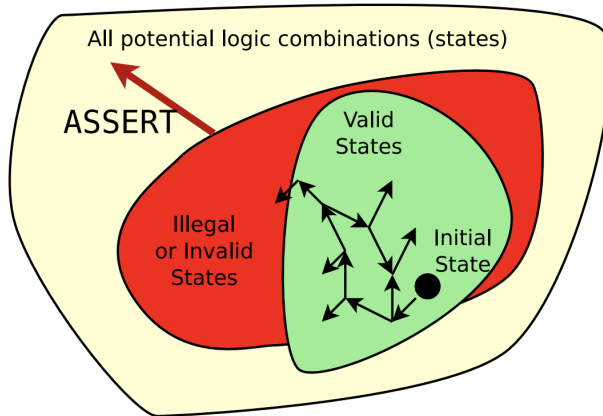 All potential logic combinations (states)
ASSERT
Valid
States
Illegal
or Invalid
States
Initial
State